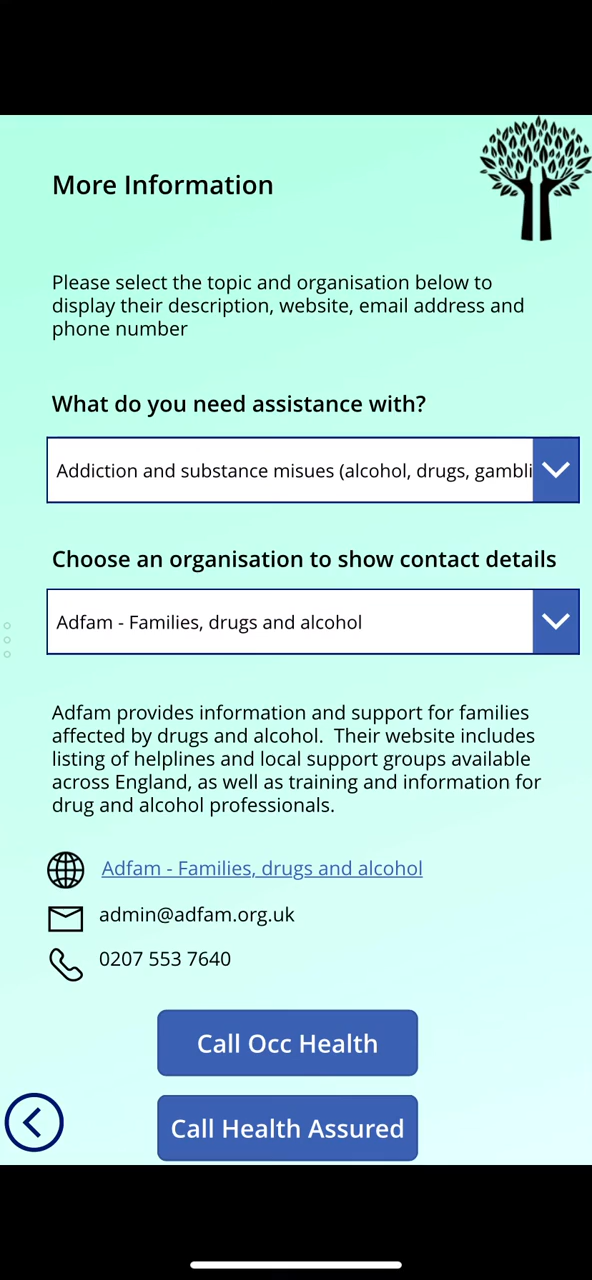 More Information
Please select the topic and organisation below to
display their description, website, email address and
phone number
What do you need assistance with?
Addiction and substance misues (alcohol, drugs, gambli
Choose an organisation to show contact details
Adfam - Families, drugs and alcohol
Adfam provides information and support for families
affected by drugs and alcohol.  Their website includes
listing of helplines and local support groups available
across England, as well as training and information for
drug and alcohol professionals.
Adfam - Families, drugs and alcohol
admin@adfam.org.uk
0207 553 7640
Call Occ Health
Call Health Assured